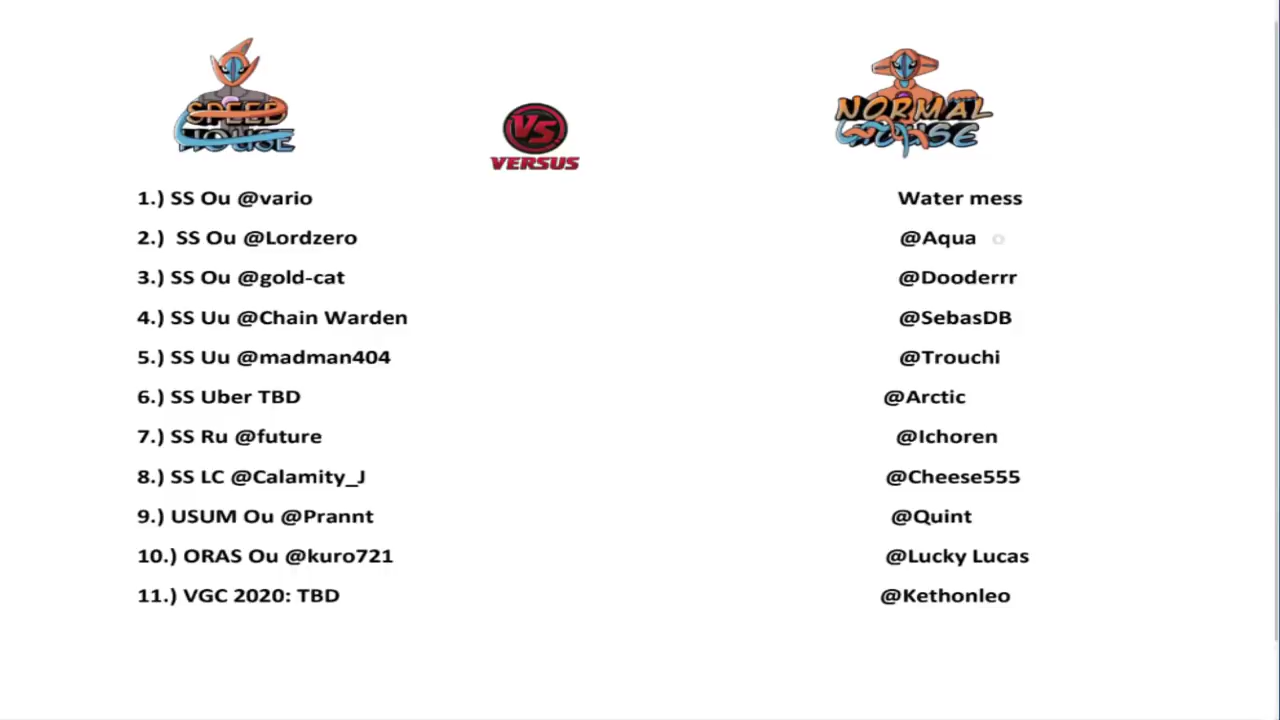 SPEED HOUSE
VS
VERSUS
NORMAL HOUSE
1.) SS Ou @vario Water mess
2.) SS Ou @Lordzero @Aqua o
3.) SS Ou @gold-cat @Dooderrr
4.) SS Uu @Chain Warden @SebasDB
5.) SS Uu @madman404 @Trouchi
6.) SS Uber TBD @Arctic
7.) SS Ru @future @Ichoren
8.) SS LC @Calamity_J @Cheese555
9.) USUM Ou @Prannt @Quint
10.) ORAS Ou @kuro721 @Lucky Lucas
11.) VGC 2020: TBD @Kethonleo